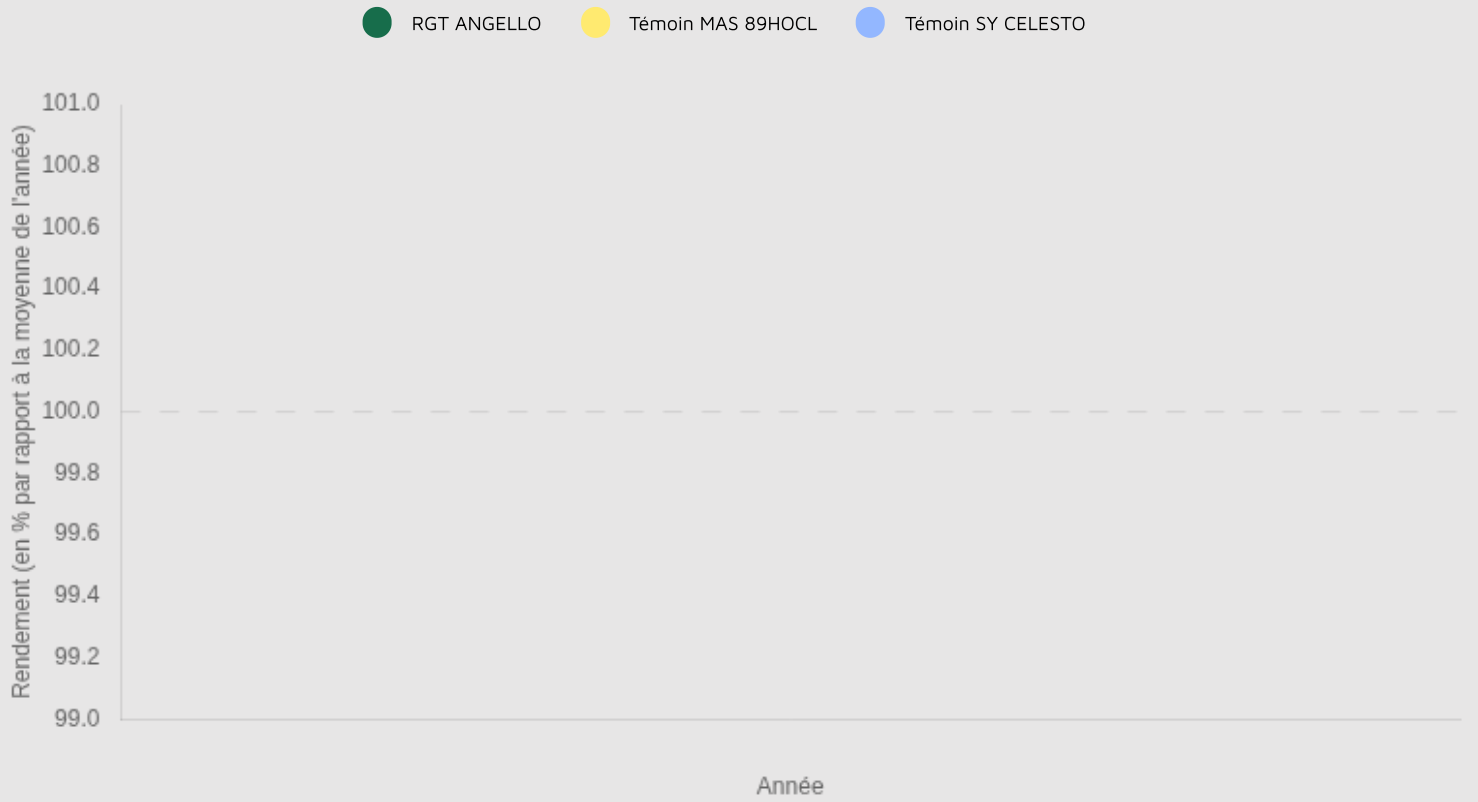 RGT ANGELLO
Témoin MAS 89HOCL
Témoin SY CELESTO
Rendement (en % par rapport à la moyenne de l'année)
101.0
100.8
100.6
100.4
100.2
100.0
99.8
99.6
99.4
99.2
99.0
Année